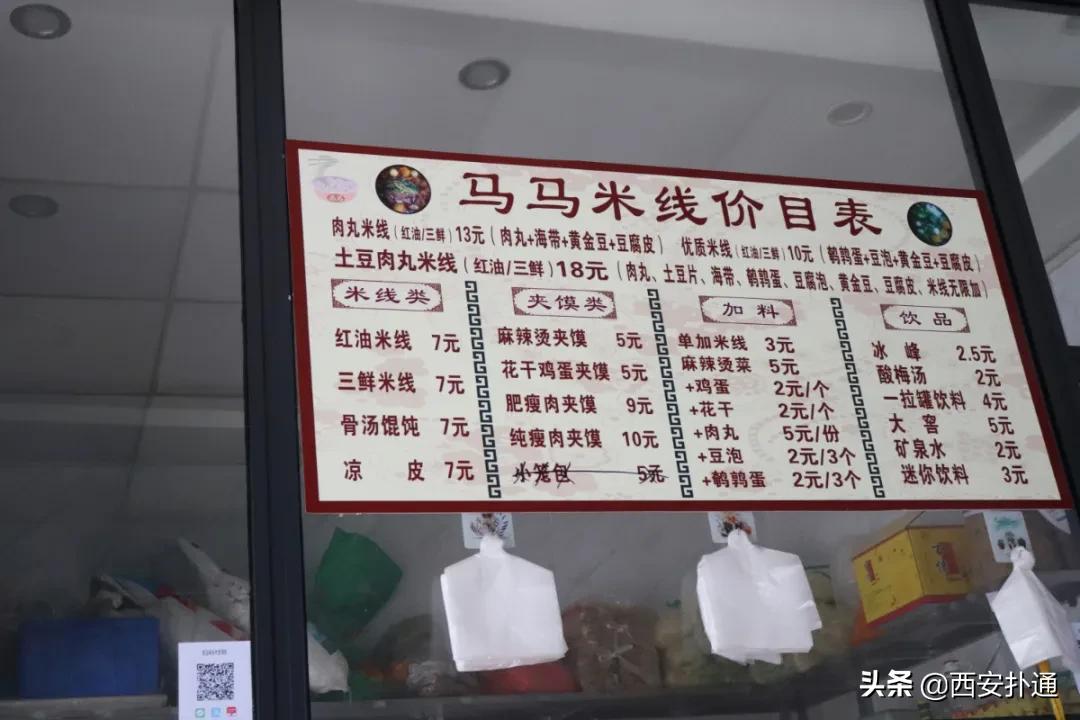 马马米线价目表
肉丸米线（红油/三鲜）13元（肉丸+海带+黄金豆+豆腐皮） 优质米线（红油/三鲜）10元（鹌鹑蛋+豆泡+黄金豆+豆腐皮）
土豆肉丸米线（红油/三鲜）18元（肉丸、土豆片、海带、鹌鹑蛋、豆腐泡、黄金豆、豆腐皮、米线无限加）
米线类
红油米线 7元
三鲜米线 7元
骨汤馄饨 7元
凉皮 7元
夹馍类
麻辣烫夹馍 5元
花干鸡蛋夹馍 5元
肥瘦肉夹馍 9元
纯瘦肉夹馍 10元
小笼包 5元
加料
单加米线 3元
麻辣烫菜 5元
+鸡蛋 2元/个
+花干 2元/个
+肉丸 5元/份
+豆泡 2元/3个
+鹌鹑蛋 2元/3个
饮品
冰峰 2.5元
酸梅汤 2元
一拉罐饮料 4元
大窑 5元
矿泉水 2元
迷你饮料 3元
头条 @西安扑通